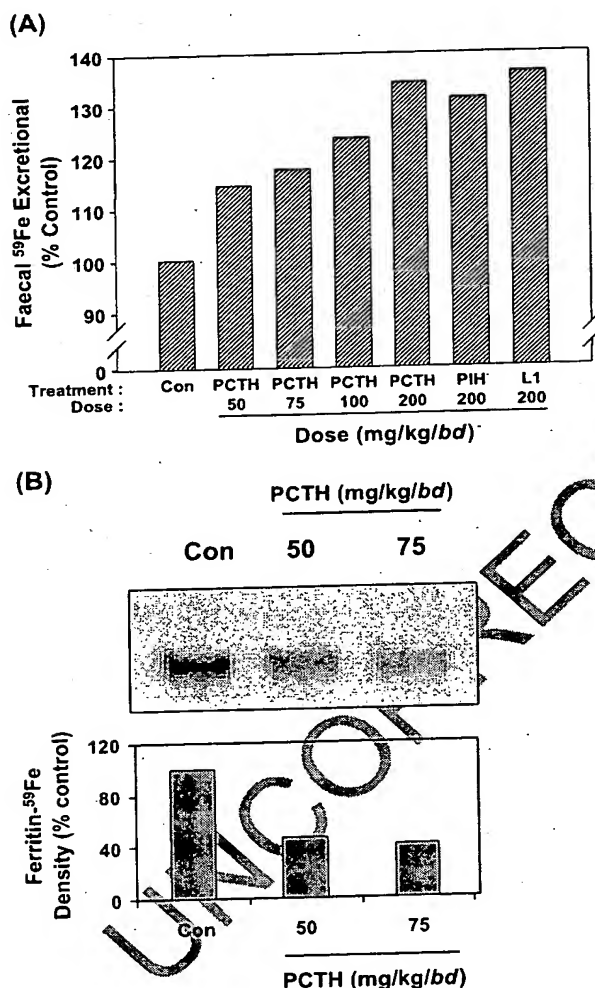 (A)
Faecal ⁵⁹Fe Excretional
(% Control)
140
130
120
110
100
90
0
Treatment : Con PCTH PCTH PCTH PCTH PIH L1
Dose : 50 75 100 200 200 200
Dose (mg/kg/bd)
(B)
PCTH (mg/kg/bd)
Con 50 75
Ferritin-⁵⁹Fe
Density (% control)
120
80
40
0
Con 50 75
PCTH (mg/kg/bd)